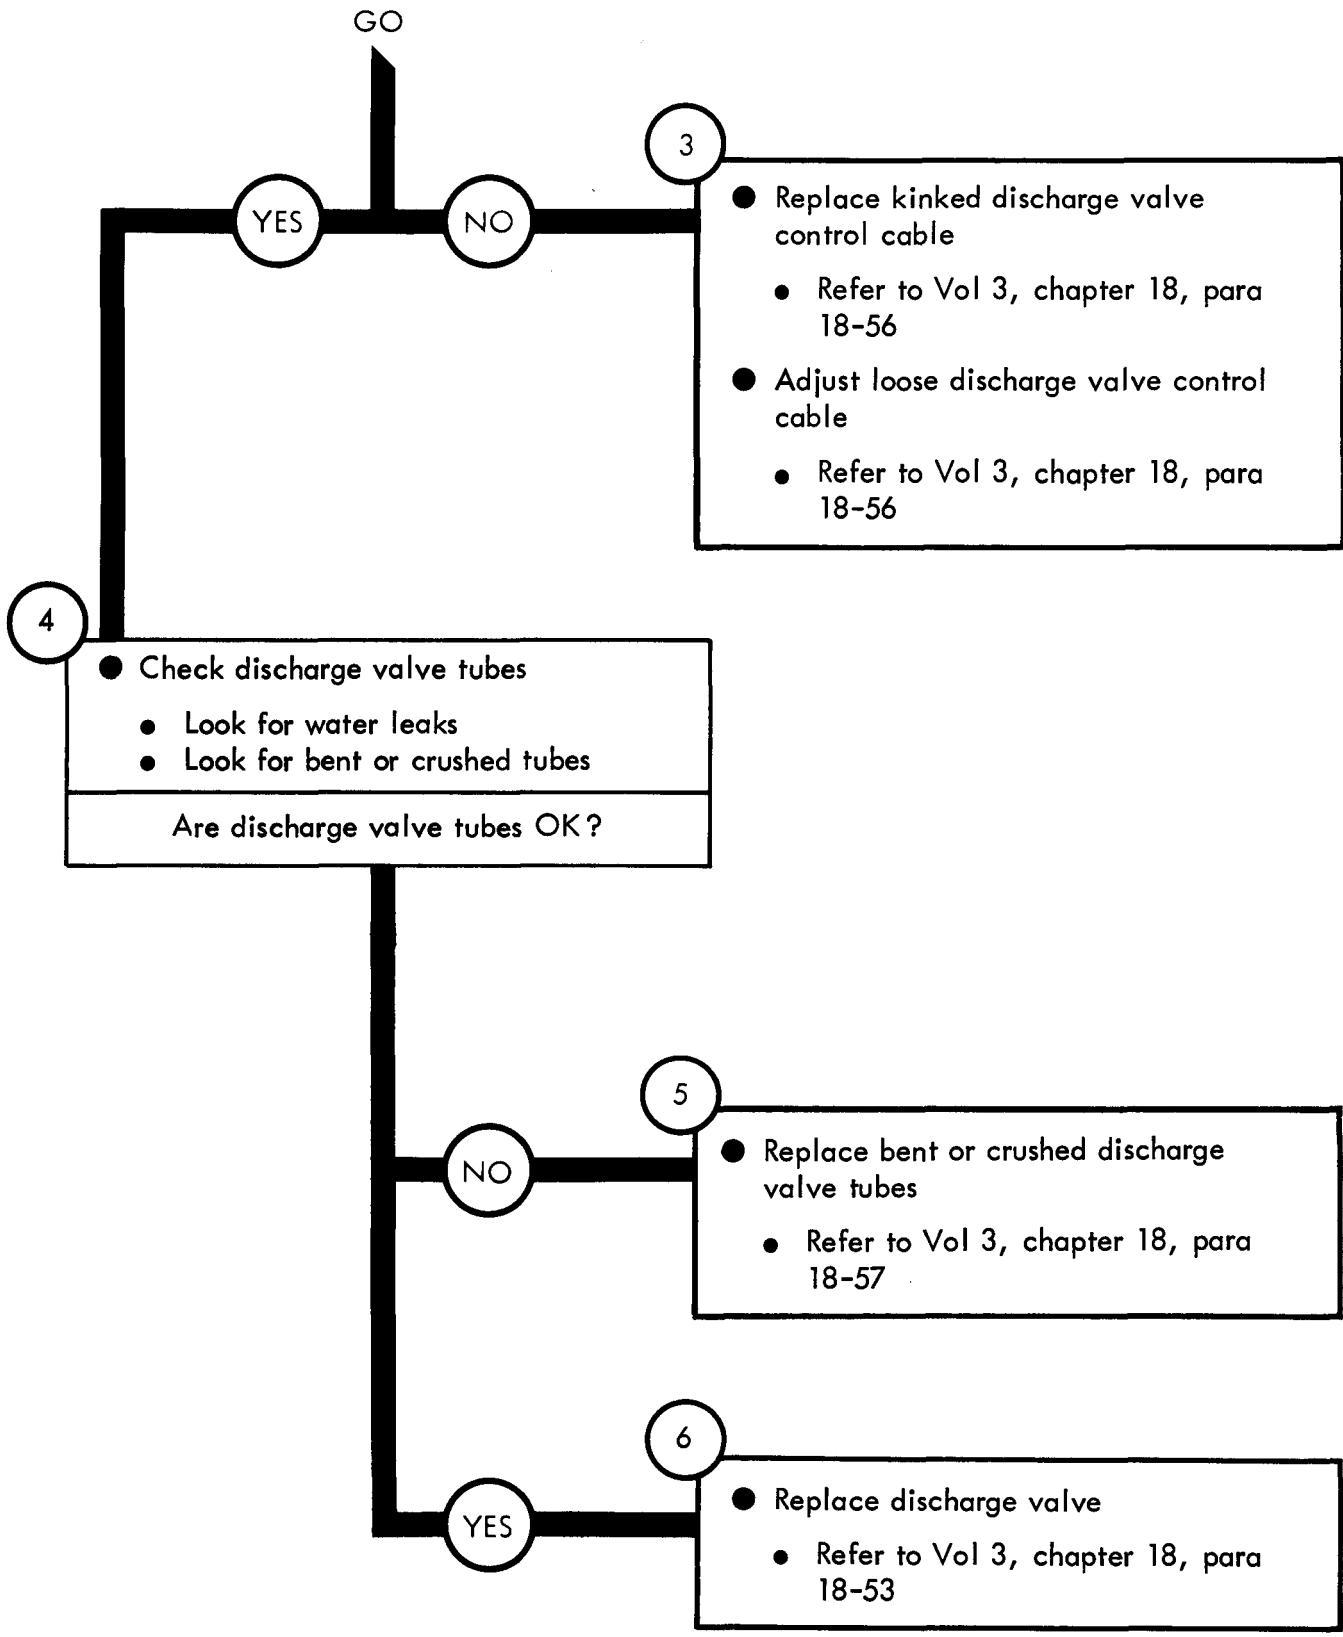 GO
YES
NO
3
● Replace kinked discharge valve
control cable
● Refer to Vol 3, chapter 18, para
18-56
● Adjust loose discharge valve control
cable
● Refer to Vol 3, chapter 18, para
18-56
4
● Check discharge valve tubes
● Look for water leaks
● Look for bent or crushed tubes
Are discharge valve tubes OK?
NO
5
● Replace bent or crushed discharge
valve tubes
● Refer to Vol 3, chapter 18, para
18-57
YES
6
● Replace discharge valve
● Refer to Vol 3, chapter 18, para
18-53